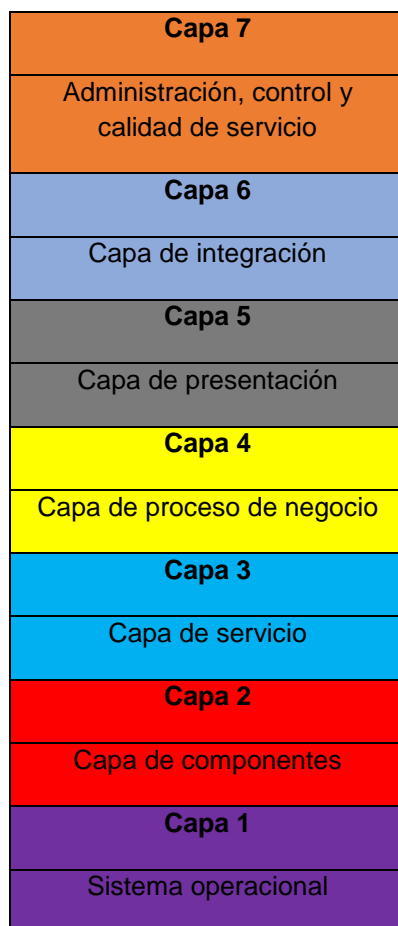 Capa 7
Administración, control y
calidad de servicio
Capa 6
Capa de integración
Capa 5
Capa de presentación
Capa 4
Capa de proceso de negocio
Capa 3
Capa de servicio
Capa 2
Capa de componentes
Capa 1
Sistema operacional